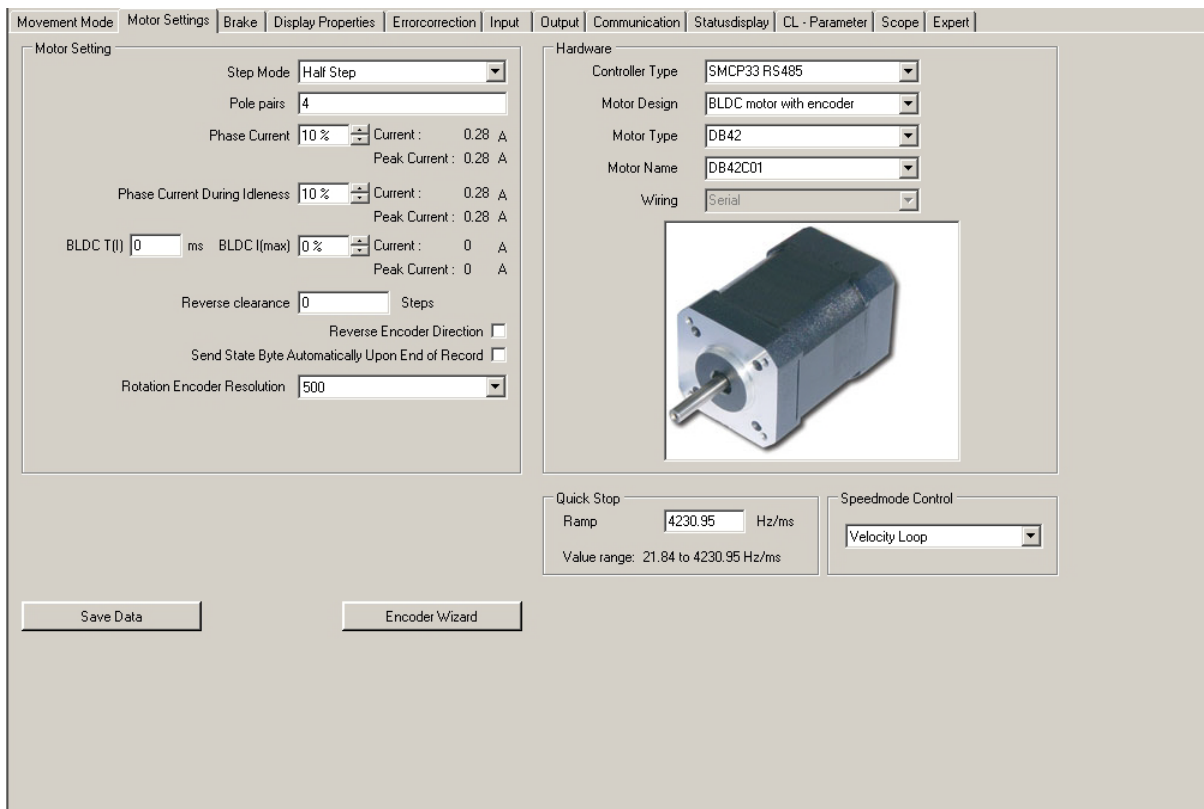 Movement Mode Motor Settings Brake Display Properties Errorcorrection Input Output Communication Statusdisplay CL - Parameter Scope Expert
Motor Setting
Step Mode Half Step
Pole pairs 4
Phase Current 10 % Current : 0.28 A
Peak Current : 0.28 A
Phase Current During Idleness 10 % Current : 0.28 A
Peak Current : 0.28 A
BLDC T(I) 0 ms BLDC I(max) 0 % Current : 0 A
Peak Current : 0 A
Reverse clearance 0 Steps
Reverse Encoder Direction
Send State Byte Automatically Upon End of Record
Rotation Encoder Resolution 500
Hardware
Controller Type SMCP33 RS485
Motor Design BLDC motor with encoder
Motor Type DB42
Motor Name DB42C01
Wiring Serial
Quick Stop
Ramp 4230.95 Hz/ms
Value range: 21.84 to 4230.95 Hz/ms
Speedmode Control
Velocity Loop
Save Data Encoder Wizard